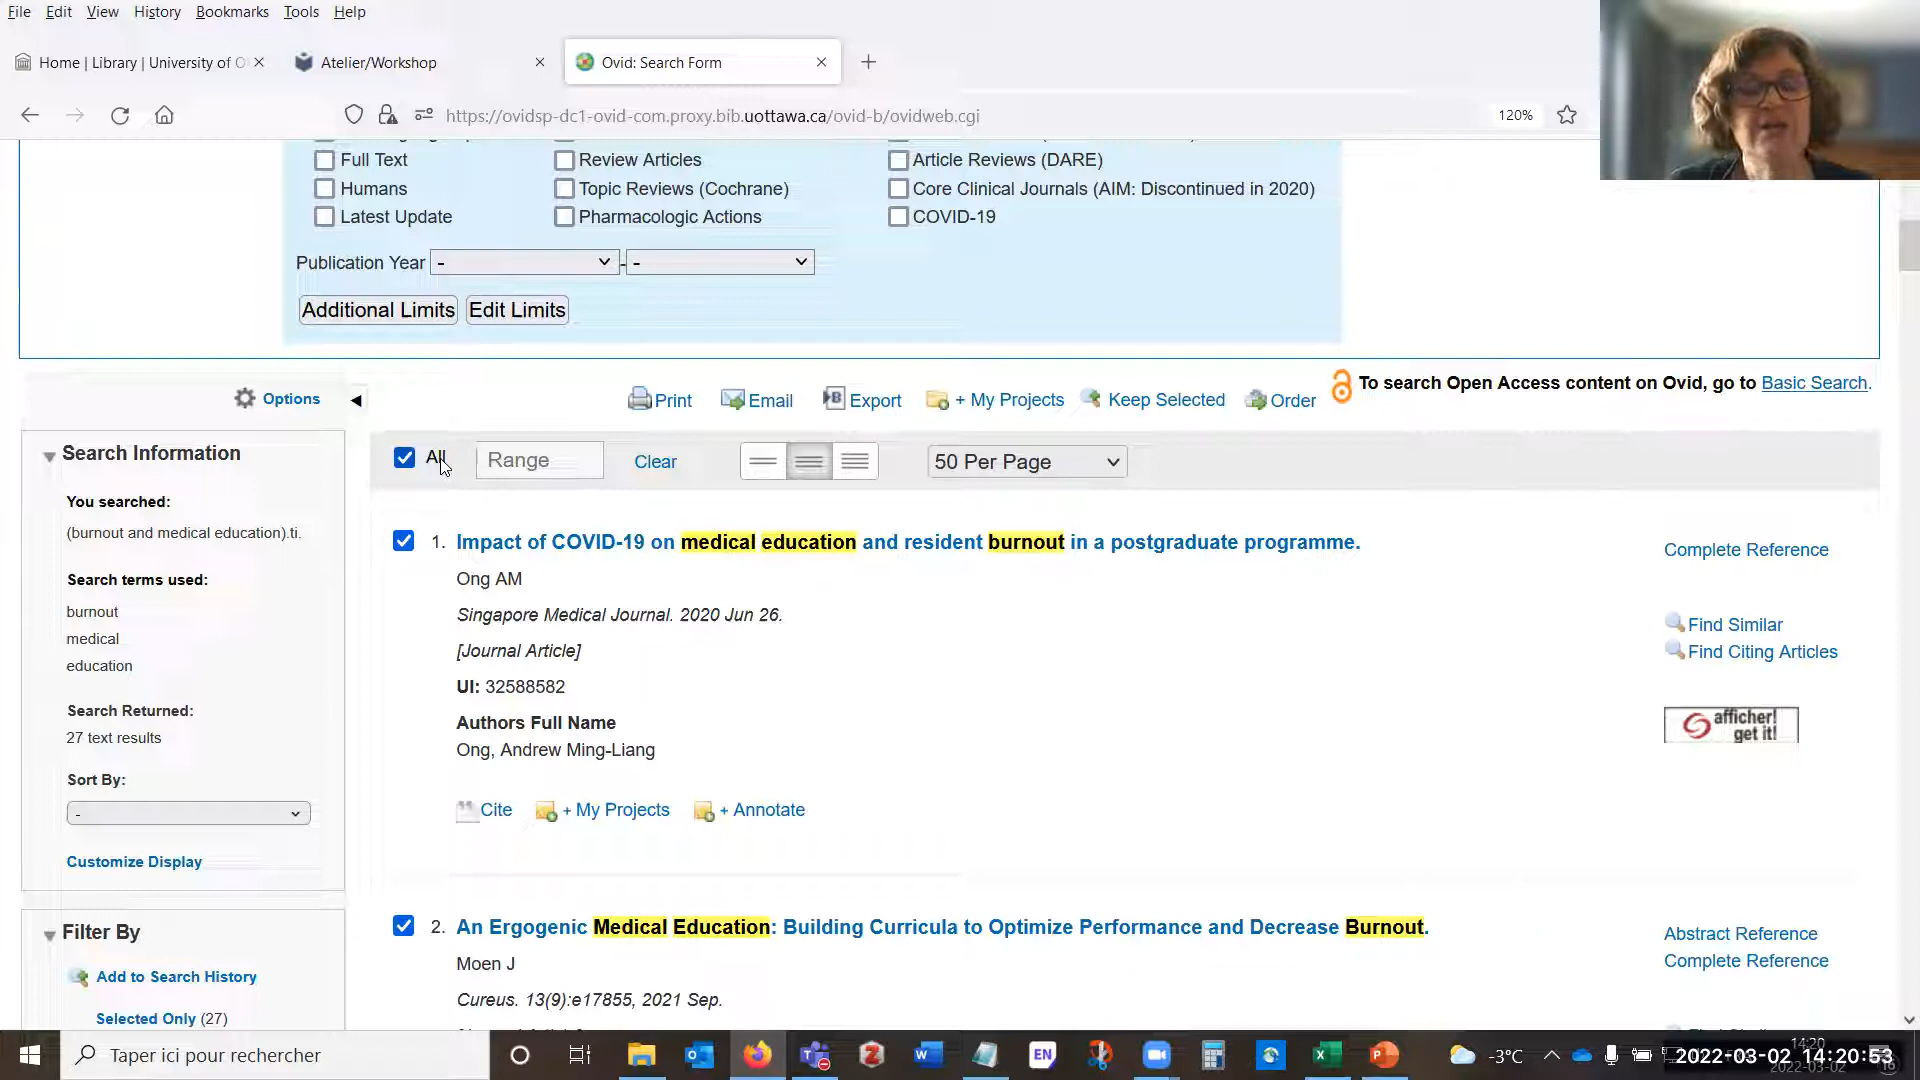 File Edit View History Bookmarks Tools Help
Home | Library | University of O
Atelier/Workshop
Ovid: Search Form
https://ovidsp-dc1-ovid-com.proxy.bib.uottawa.ca/ovid-b/ovidweb.cgi
120%
Full Text Review Articles Article Reviews (DARE)
Humans Topic Reviews (Cochrane) Core Clinical Journals (AIM: Discontinued in 2020)
Latest Update Pharmacologic Actions COVID-19
Publication Year - - -
Additional Limits Edit Limits
Options
Print Email Export + My Projects Keep Selected Order
To search Open Access content on Ovid, go to Basic Search.
All Range Clear 50 Per Page
Search Information
You searched:
(burnout and medical education).ti.
Search terms used:
burnout
medical
education
Search Returned:
27 text results
Sort By:
-
Customize Display
Filter By
Add to Search History
Selected Only (27)
1. Impact of COVID-19 on medical education and resident burnout in a postgraduate programme.
Ong AM
Singapore Medical Journal. 2020 Jun 26.
[Journal Article]
UI: 32588582
Authors Full Name
Ong, Andrew Ming-Liang
Cite + My Projects + Annotate
Complete Reference
Find Similar
Find Citing Articles
afficher!
get it!
2. An Ergogenic Medical Education: Building Curricula to Optimize Performance and Decrease Burnout.
Moen J
Cureus. 13(9):e17855, 2021 Sep.
Abstract Reference
Complete Reference
Taper ici pour rechercher
EN
-3°C
14:20
2022-03-02 14:20:53
2022-03-02